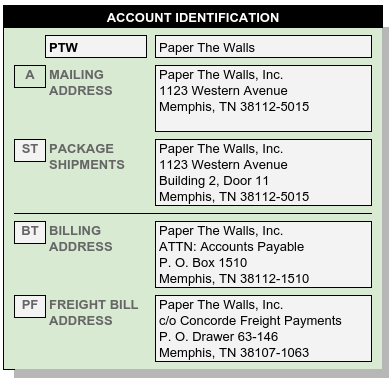 ACCOUNT IDENTIFICATION
PTW Paper The Walls
A MAILING ADDRESS
Paper The Walls, Inc.
1123 Western Avenue
Memphis, TN 38112-5015
ST PACKAGE SHIPMENTS
Paper The Walls, Inc.
1123 Western Avenue
Building 2, Door 11
Memphis, TN 38112-5015
BT BILLING ADDRESS
Paper The Walls, Inc.
ATTN: Accounts Payable
P. O. Box 1510
Memphis, TN 38112-1510
PF FREIGHT BILL ADDRESS
Paper The Walls, Inc.
c/o Concorde Freight Payments
P. O. Drawer 63-146
Memphis, TN 38107-1063